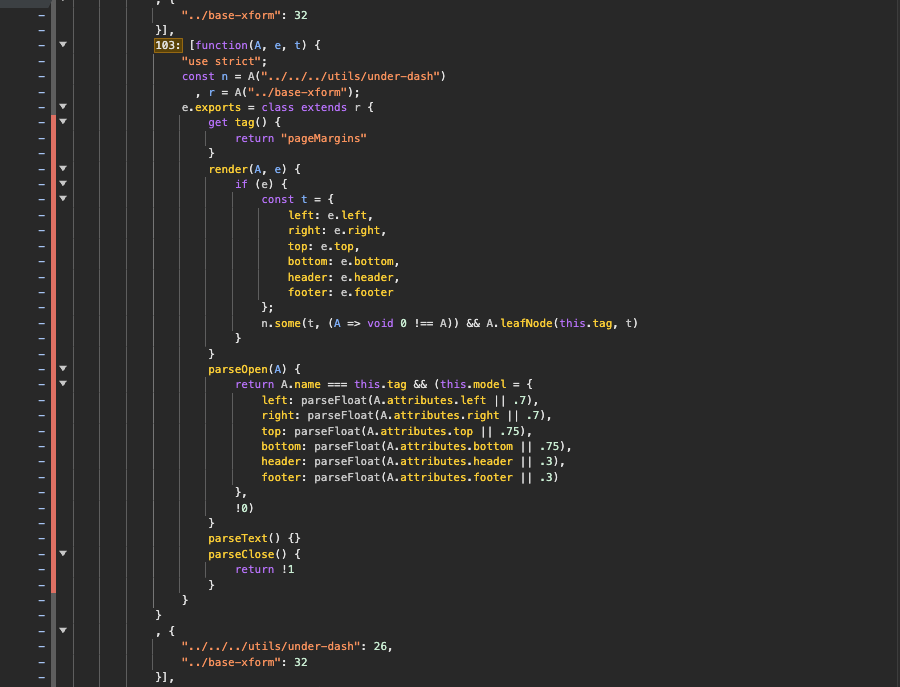 , {
"../base-xform": 32
}],
103: [function(A, e, t) {
"use strict";
const n = A("../../../utils/under-dash")
, r = A("../base-xform");
e.exports = class extends r {
get tag() {
return "pageMargins"
}
render(A, e) {
if (e) {
const t = {
left: e.left,
right: e.right,
top: e.top,
bottom: e.bottom,
header: e.header,
footer: e.footer
};
n.some(t, (A => void 0 !== A)) && A.leafNode(this.tag, t)
}
}
parseOpen(A) {
return A.name === this.tag && (this.model = {
left: parseFloat(A.attributes.left || .7),
right: parseFloat(A.attributes.right || .7),
top: parseFloat(A.attributes.top || .75),
bottom: parseFloat(A.attributes.bottom || .75),
header: parseFloat(A.attributes.header || .3),
footer: parseFloat(A.attributes.footer || .3)
},
!0)
}
parseText() {}
parseClose() {
return !1
}
}
}
, {
"../../../utils/under-dash": 26,
"../base-xform": 32
}],